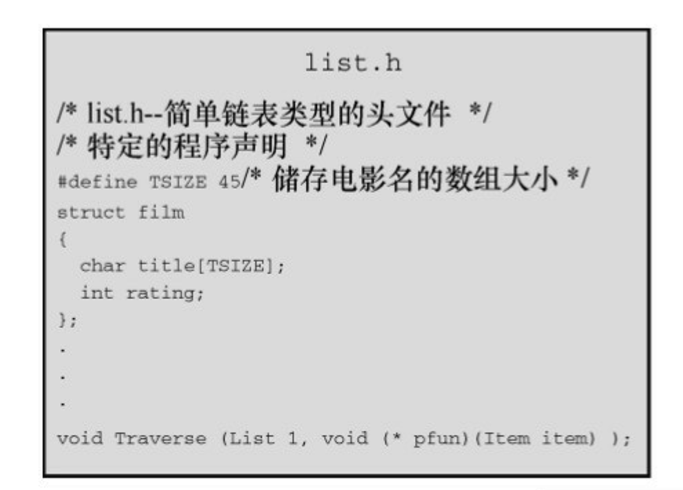 list.h
/* list.h--简单链表类型的头文件 */
/* 特定的程序声明 */
#define TSIZE 45/* 储存电影名的数组大小 */
struct film
{
char title[TSIZE];
int rating;
};
.
.
.
void Traverse (List 1, void (* pfun)(Item item) );